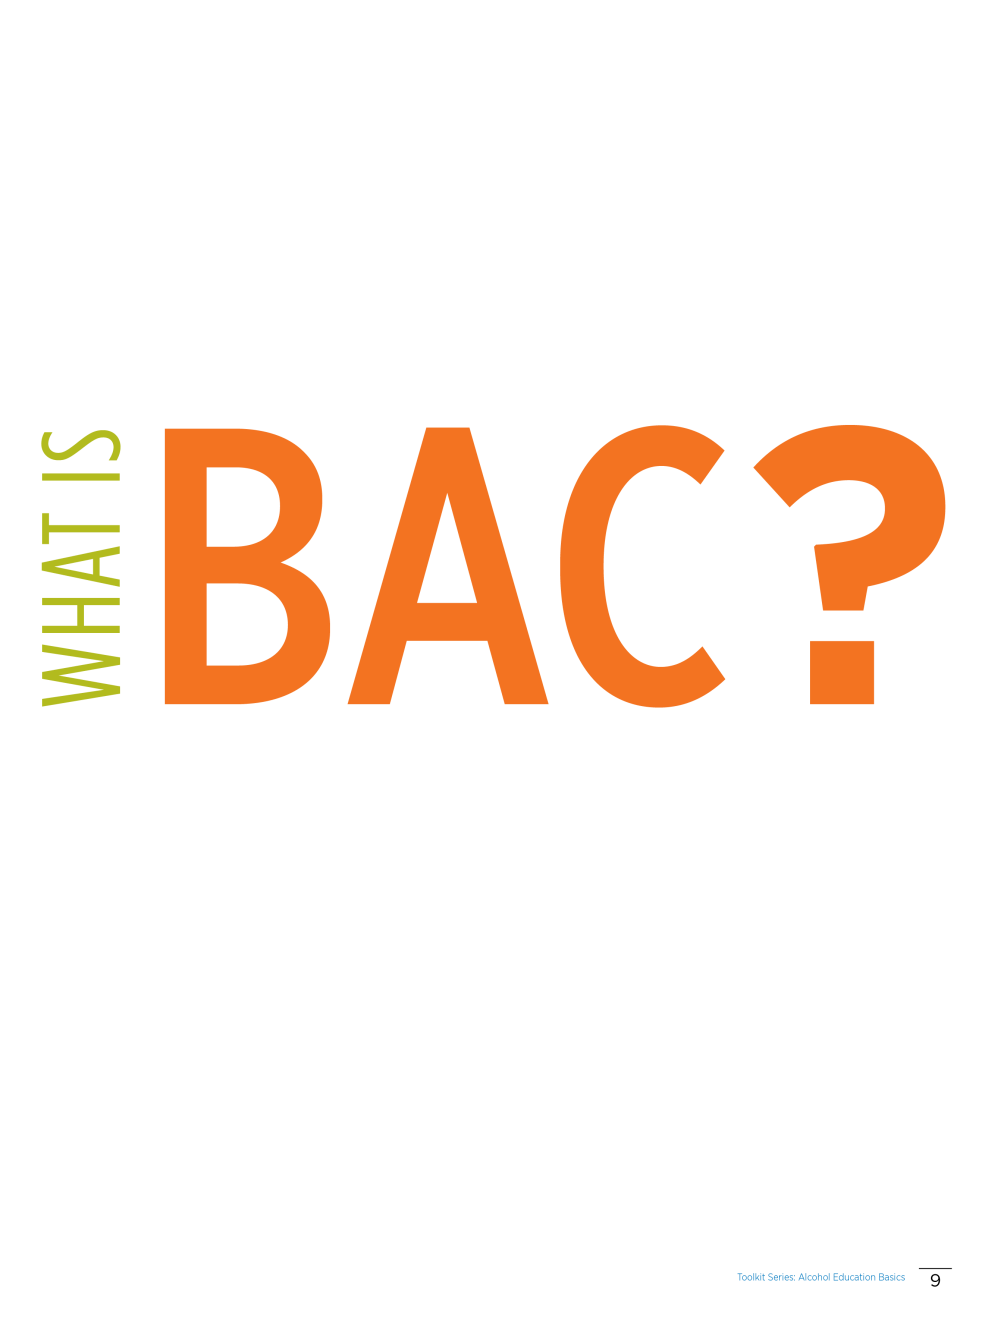 WHAT IS
BAC?
Toolkit Series: Alcohol Education Basics
9